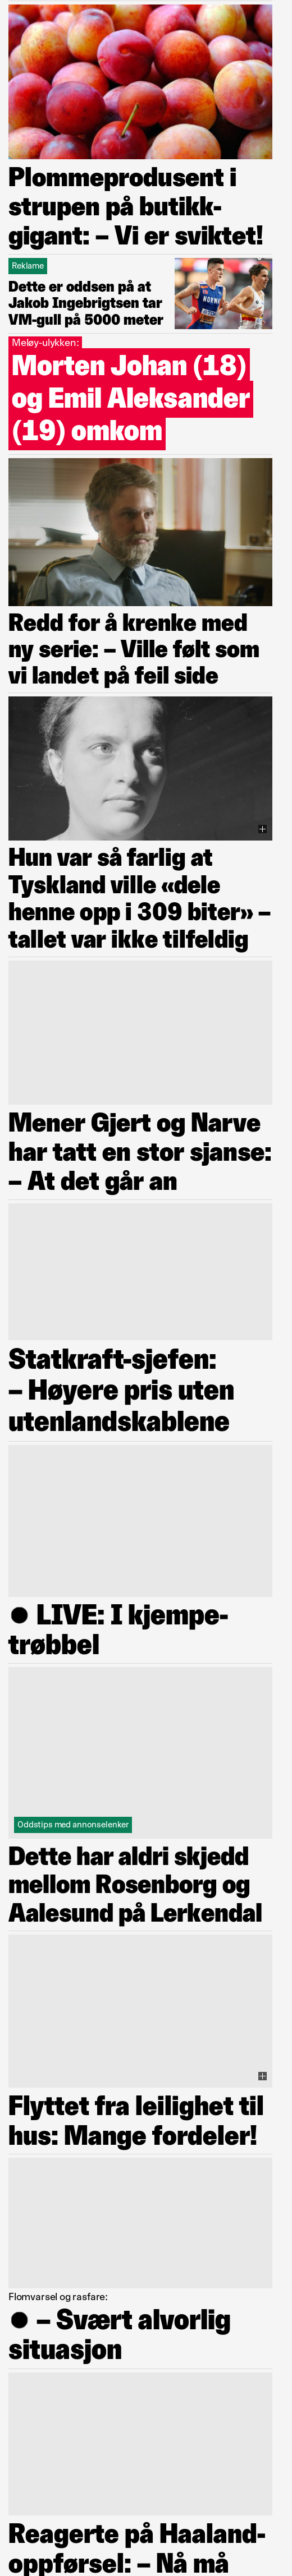 Plommeprodusent i
strupen på butikk-
gigant: – Vi er sviktet!
Reklame
Dette er oddsen på at
Jakob Ingebrigtsen tar
VM-gull på 5000 meter
NORWAY
Meløy-ulykken:
Morten Johan (18)
og Emil Aleksander
(19) omkom
Redd for å krenke med
ny serie: – Ville følt som
vi landet på feil side
Hun var så farlig at
Tyskland ville «dele
henne opp i 309 biter» –
tallet var ikke tilfeldig
Mener Gjert og Narve
har tatt en stor sjanse:
– At det går an
Statkraft-sjefen:
– Høyere pris uten
utenlandskablene
● LIVE: I kjempe-
trøbbel
Oddstips med annonselenker
Dette har aldri skjedd
mellom Rosenborg og
Aalesund på Lerkendal
Flyttet fra leilighet til
hus: Mange fordeler!
Flomvarsel og rasfare:
● – Svært alvorlig
situasjon
Reagerte på Haaland-
oppførsel: – Nå må